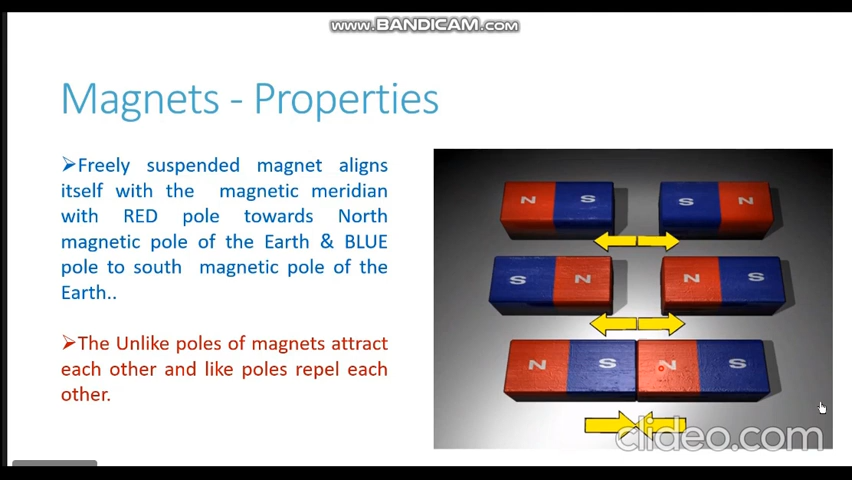 www.BANDICAM.com
Magnets - Properties
➢Freely suspended magnet aligns
itself with the magnetic meridian
with RED pole towards North
magnetic pole of the Earth & BLUE
pole to south magnetic pole of the
Earth..
➢The Unlike poles of magnets attract
each other and like poles repel each
other.
N S S N
S N N S
N S N S
clideo.com